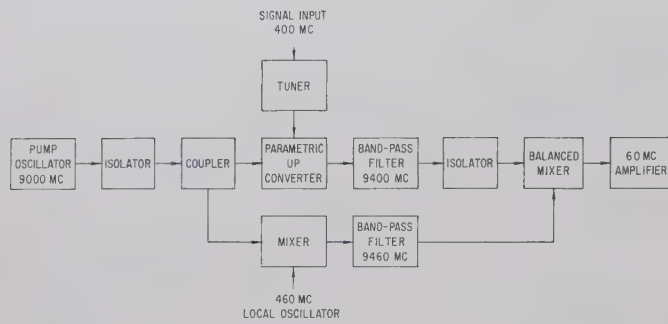 SIGNAL INPUT
400 MC
TUNER
PUMP
OSCILLATOR
9000 MC
ISOLATOR
COUPLER
PARAMETRIC
UP
CONVERTER
BAND-PASS
FILTER
9400 MC
ISOLATOR
BALANCED
MIXER
60 MC
AMPLIFIER
MIXER
BAND-PASS
FILTER
9460 MC
460 MC
LOCAL OSCILLATOR